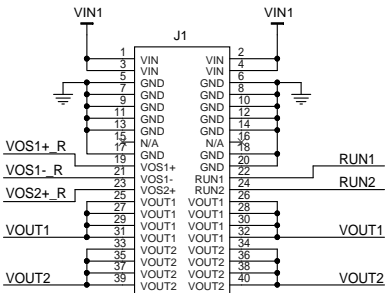 VIN1 VIN1
J1
1 VIN VIN 2
3 VIN VIN 4
5 GND GND 6
7 GND GND 8
9 GND GND 10
11 GND GND 12
13 GND GND 14
15 N/A N/A 16
17 GND GND 18
VOS1+_R 19 VOS1+ GND 20 RUN1
VOS1-_R 21 VOS1- RUN1 22
VOS2+_R 23 VOS2+ RUN2 24 RUN2
25 VOUT1 VOUT1 26
27 VOUT1 VOUT1 28
29 VOUT1 VOUT1 30
VOUT1 31 VOUT1 VOUT1 32 VOUT1
33 VOUT2 VOUT2 34
35 VOUT2 VOUT2 36
37 VOUT2 VOUT2 38
VOUT2 39 VOUT2 VOUT2 40 VOUT2